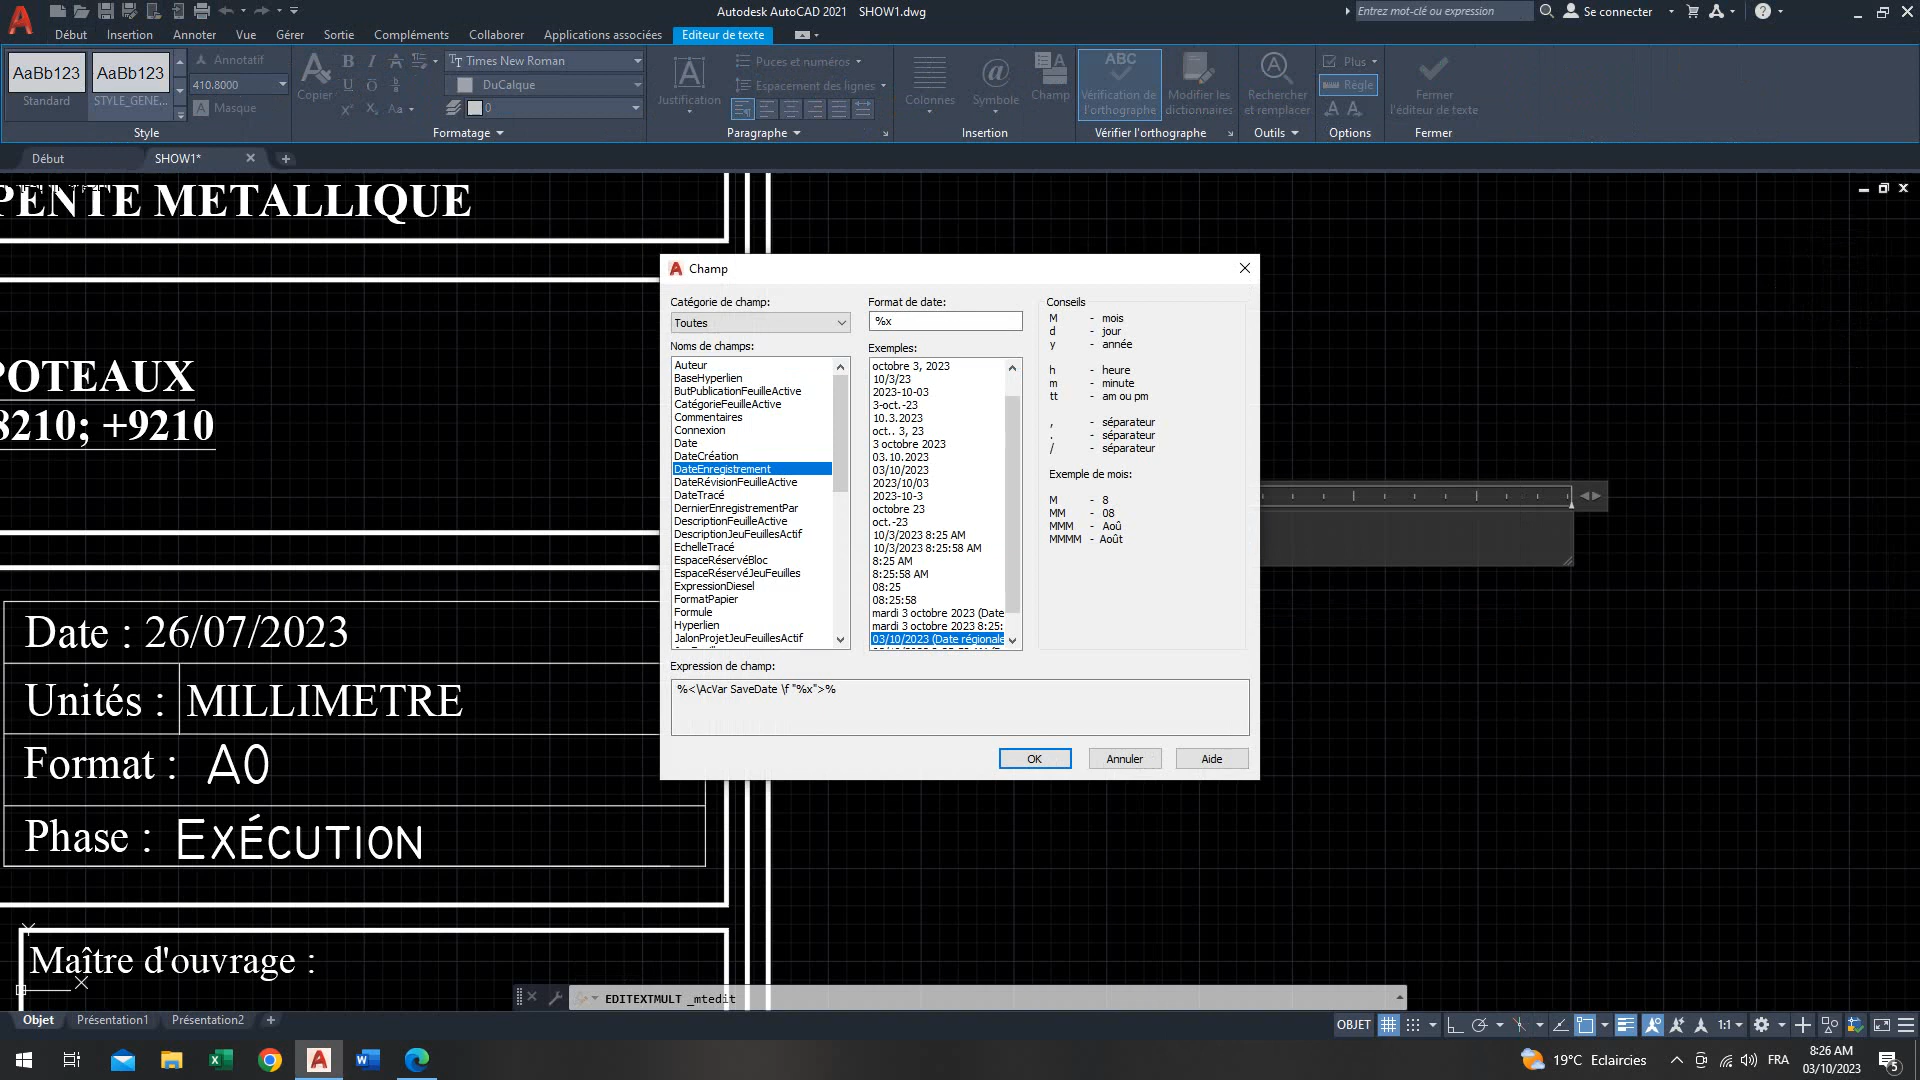 Autodesk AutoCAD 2021 SHOW1.dwg
Entrez mot-clé ou expression
Se connecter
Début Insertion Annoter Vue Gérer Sortie Compléments Collaborer Applications associées Editeur de texte
AaBb123
Standard
AaBb123
STYLE_GENE...
Annotatif
410.8000
Masque
Style
Copier
Times New Roman
DuCalque
0
Formatage
Justification
Puces et numéros
Espacement des lignes
Paragraphe
Colonnes
@
Symbole
Champ
Insertion
ABC
Vérification de l'orthographe
Modifier les dictionnaires
Vérifier l'orthographe
Rechercher et remplacer
Outils
Plus
Règle
Options
Fermer l'éditeur de texte
Fermer
Début
SHOW1*
PENTE METALLIQUE
POTEAUX
8210; +9210
Date : 26/07/2023
Unités : MILLIMETRE
Format : A0
Phase : EXÉCUTION
Maître d'ouvrage :
Champ
Catégorie de champ:
Toutes
Noms de champs:
Auteur
BaseHyperlien
ButPublicationFeuilleActive
CatégorieFeuilleActive
Commentaires
Connexion
Date
DateCréation
DateEnregistrement
DateRévisionFeuilleActive
DateTracé
DernierEnregistrementPar
DescriptionFeuilleActive
DescriptionJeuFeuillesActif
EchelleTracé
EspaceRéservéBloc
EspaceRéservéJeuFeuilles
ExpressionDiesel
FormatPapier
Formule
Hyperlien
JalonProjetJeuFeuillesActif
Format de date:
%x
Exemples:
octobre 3, 2023
10/3/23
2023-10-03
3-oct.-23
10.3.2023
oct.. 3, 23
3 octobre 2023
03.10.2023
03/10/2023
2023/10/03
2023-10-3
octobre 23
oct.-23
10/3/2023 8:25 AM
10/3/2023 8:25:58 AM
8:25 AM
8:25:58 AM
08:25
08:25:58
mardi 3 octobre 2023 (Date
mardi 3 octobre 2023 8:25:
03/10/2023 (Date régionale
Conseils
M - mois
d - jour
y - année
h - heure
m - minute
tt - am ou pm
, - séparateur
. - séparateur
/ - séparateur
Exemple de mois:
M - 8
MM - 08
MMM - Aoû
MMMM - Août
Expression de champ:
%<\AcVar SaveDate \f "%x">%
OK
Annuler
Aide
EDITEXTMULT _mtedit
Objet Présentation1 Présentation2
OBJET
1:1
19°C Eclaircies
FRA
8:26 AM
03/10/2023
5